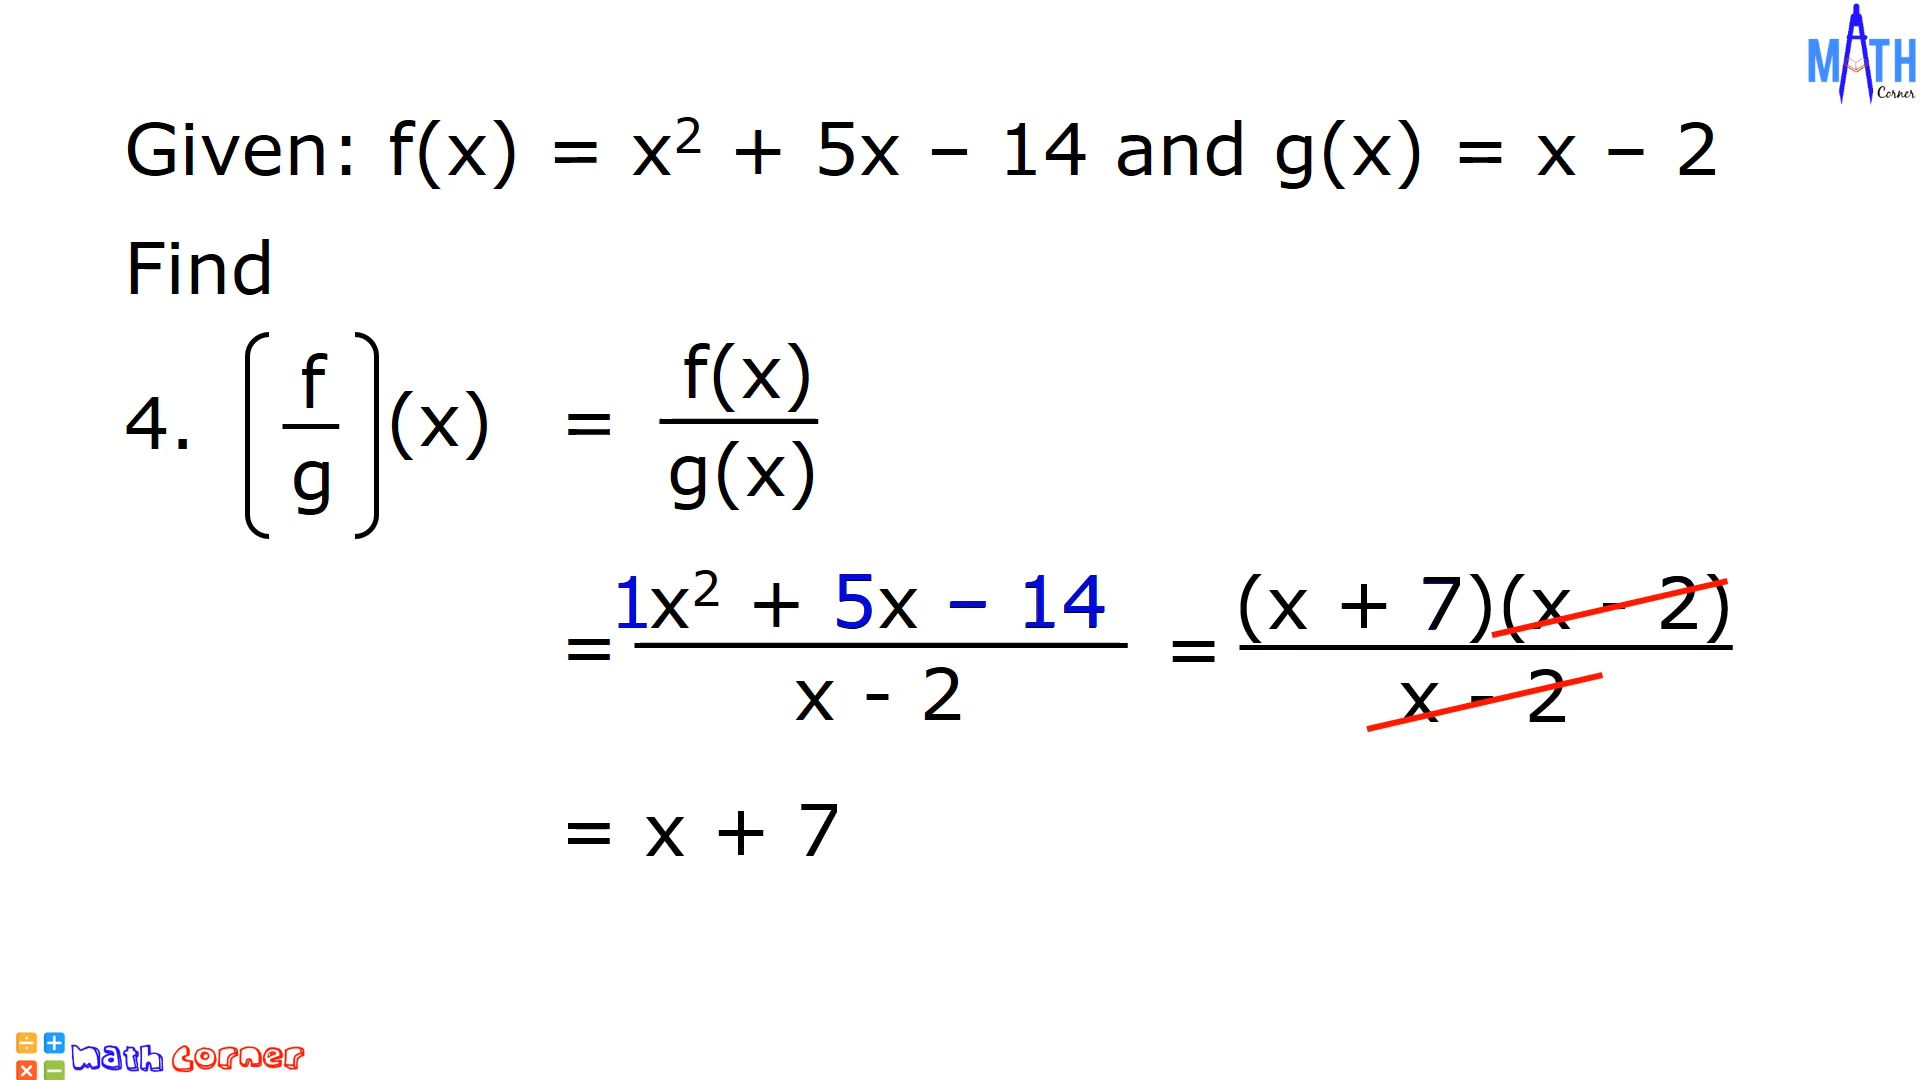 MATH
Corner
Given: f(x) = x² + 5x – 14 and g(x) = x – 2
Find
4. (f/g)(x) = f(x)/g(x)
= 1x² + 5x – 14 / x - 2 = (x + 7)(x - 2) / x - 2
= x + 7
÷ + × − math corner